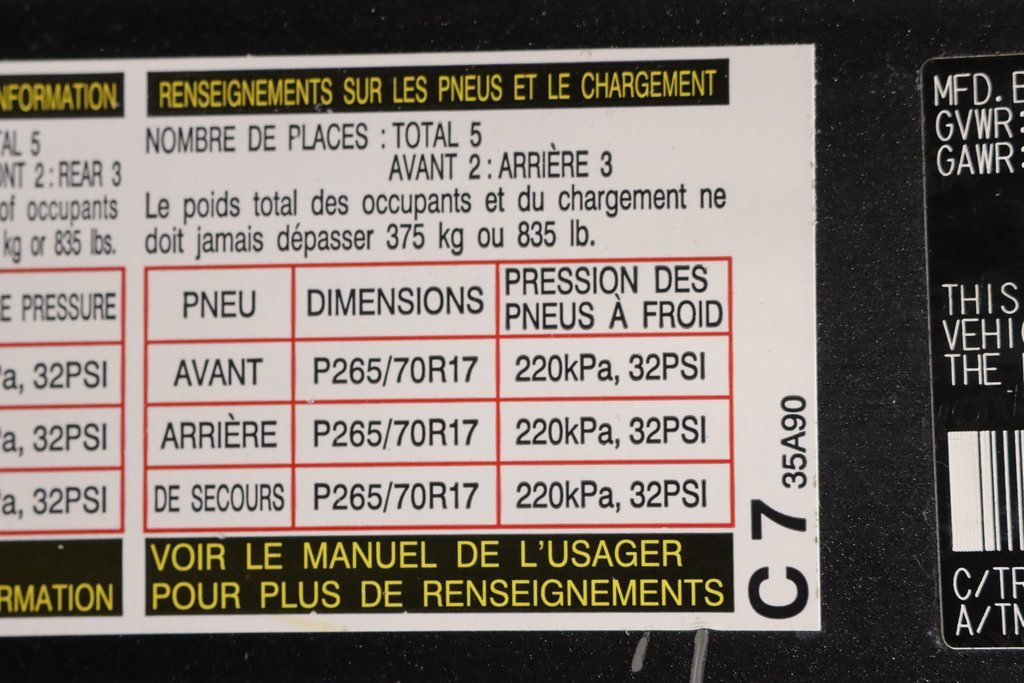 NFORMATION
TAL 5
NT 2 : REAR 3
of occupants
kg or 835 lbs.
E PRESSURE
a, 32PSI
a, 32PSI
a, 32PSI
RMATION
RENSEIGNEMENTS SUR LES PNEUS ET LE CHARGEMENT
NOMBRE DE PLACES : TOTAL 5
AVANT 2 : ARRIÈRE 3
Le poids total des occupants et du chargement ne
doit jamais dépasser 375 kg ou 835 lb.
PNEU DIMENSIONS PRESSION DES
PNEUS À FROID
AVANT P265/70R17 220kPa, 32PSI
ARRIÈRE P265/70R17 220kPa, 32PSI
DE SECOURS P265/70R17 220kPa, 32PSI
VOIR LE MANUEL DE L'USAGER
POUR PLUS DE RENSEIGNEMENTS
C 7 35A90
MFD. B
GVWR:
GAWR:
THIS
VEHIC
THE
C/TR
A/TM